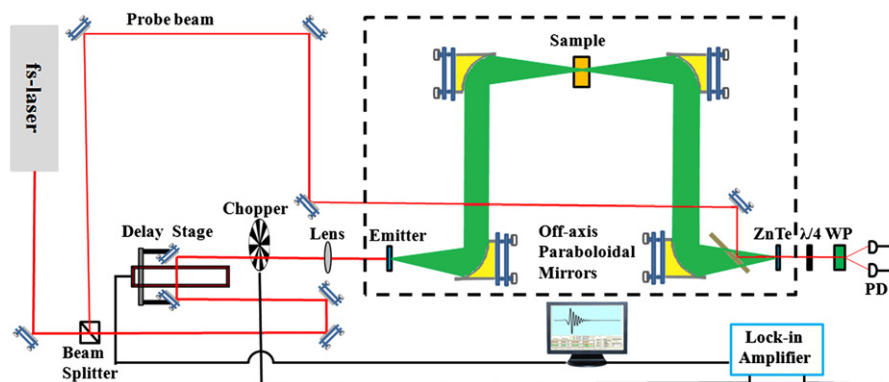 Probe beam
fs-laser
Sample
Chopper
Delay Stage
Lens
Emitter
Off-axis
Paraboloidal
Mirrors
ZnTe λ/4 WP
PD
Beam
Splitter
Lock-in
Amplifier